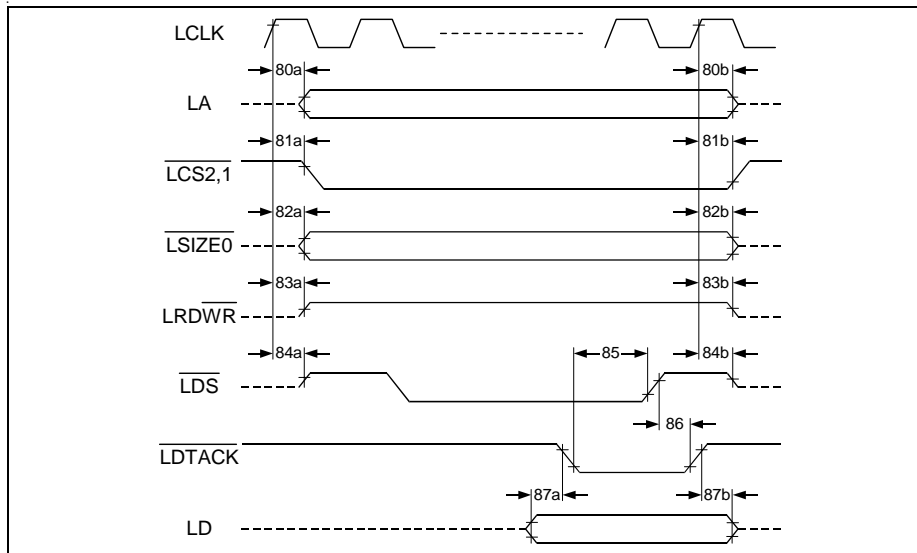 LCLK
80a 80b
LA
81a 81b
LCS2,1
82a 82b
LSIZE0
83a 83b
LRDWR
84a 85 84b
LDS
86
LDTACK
87a 87b
LD